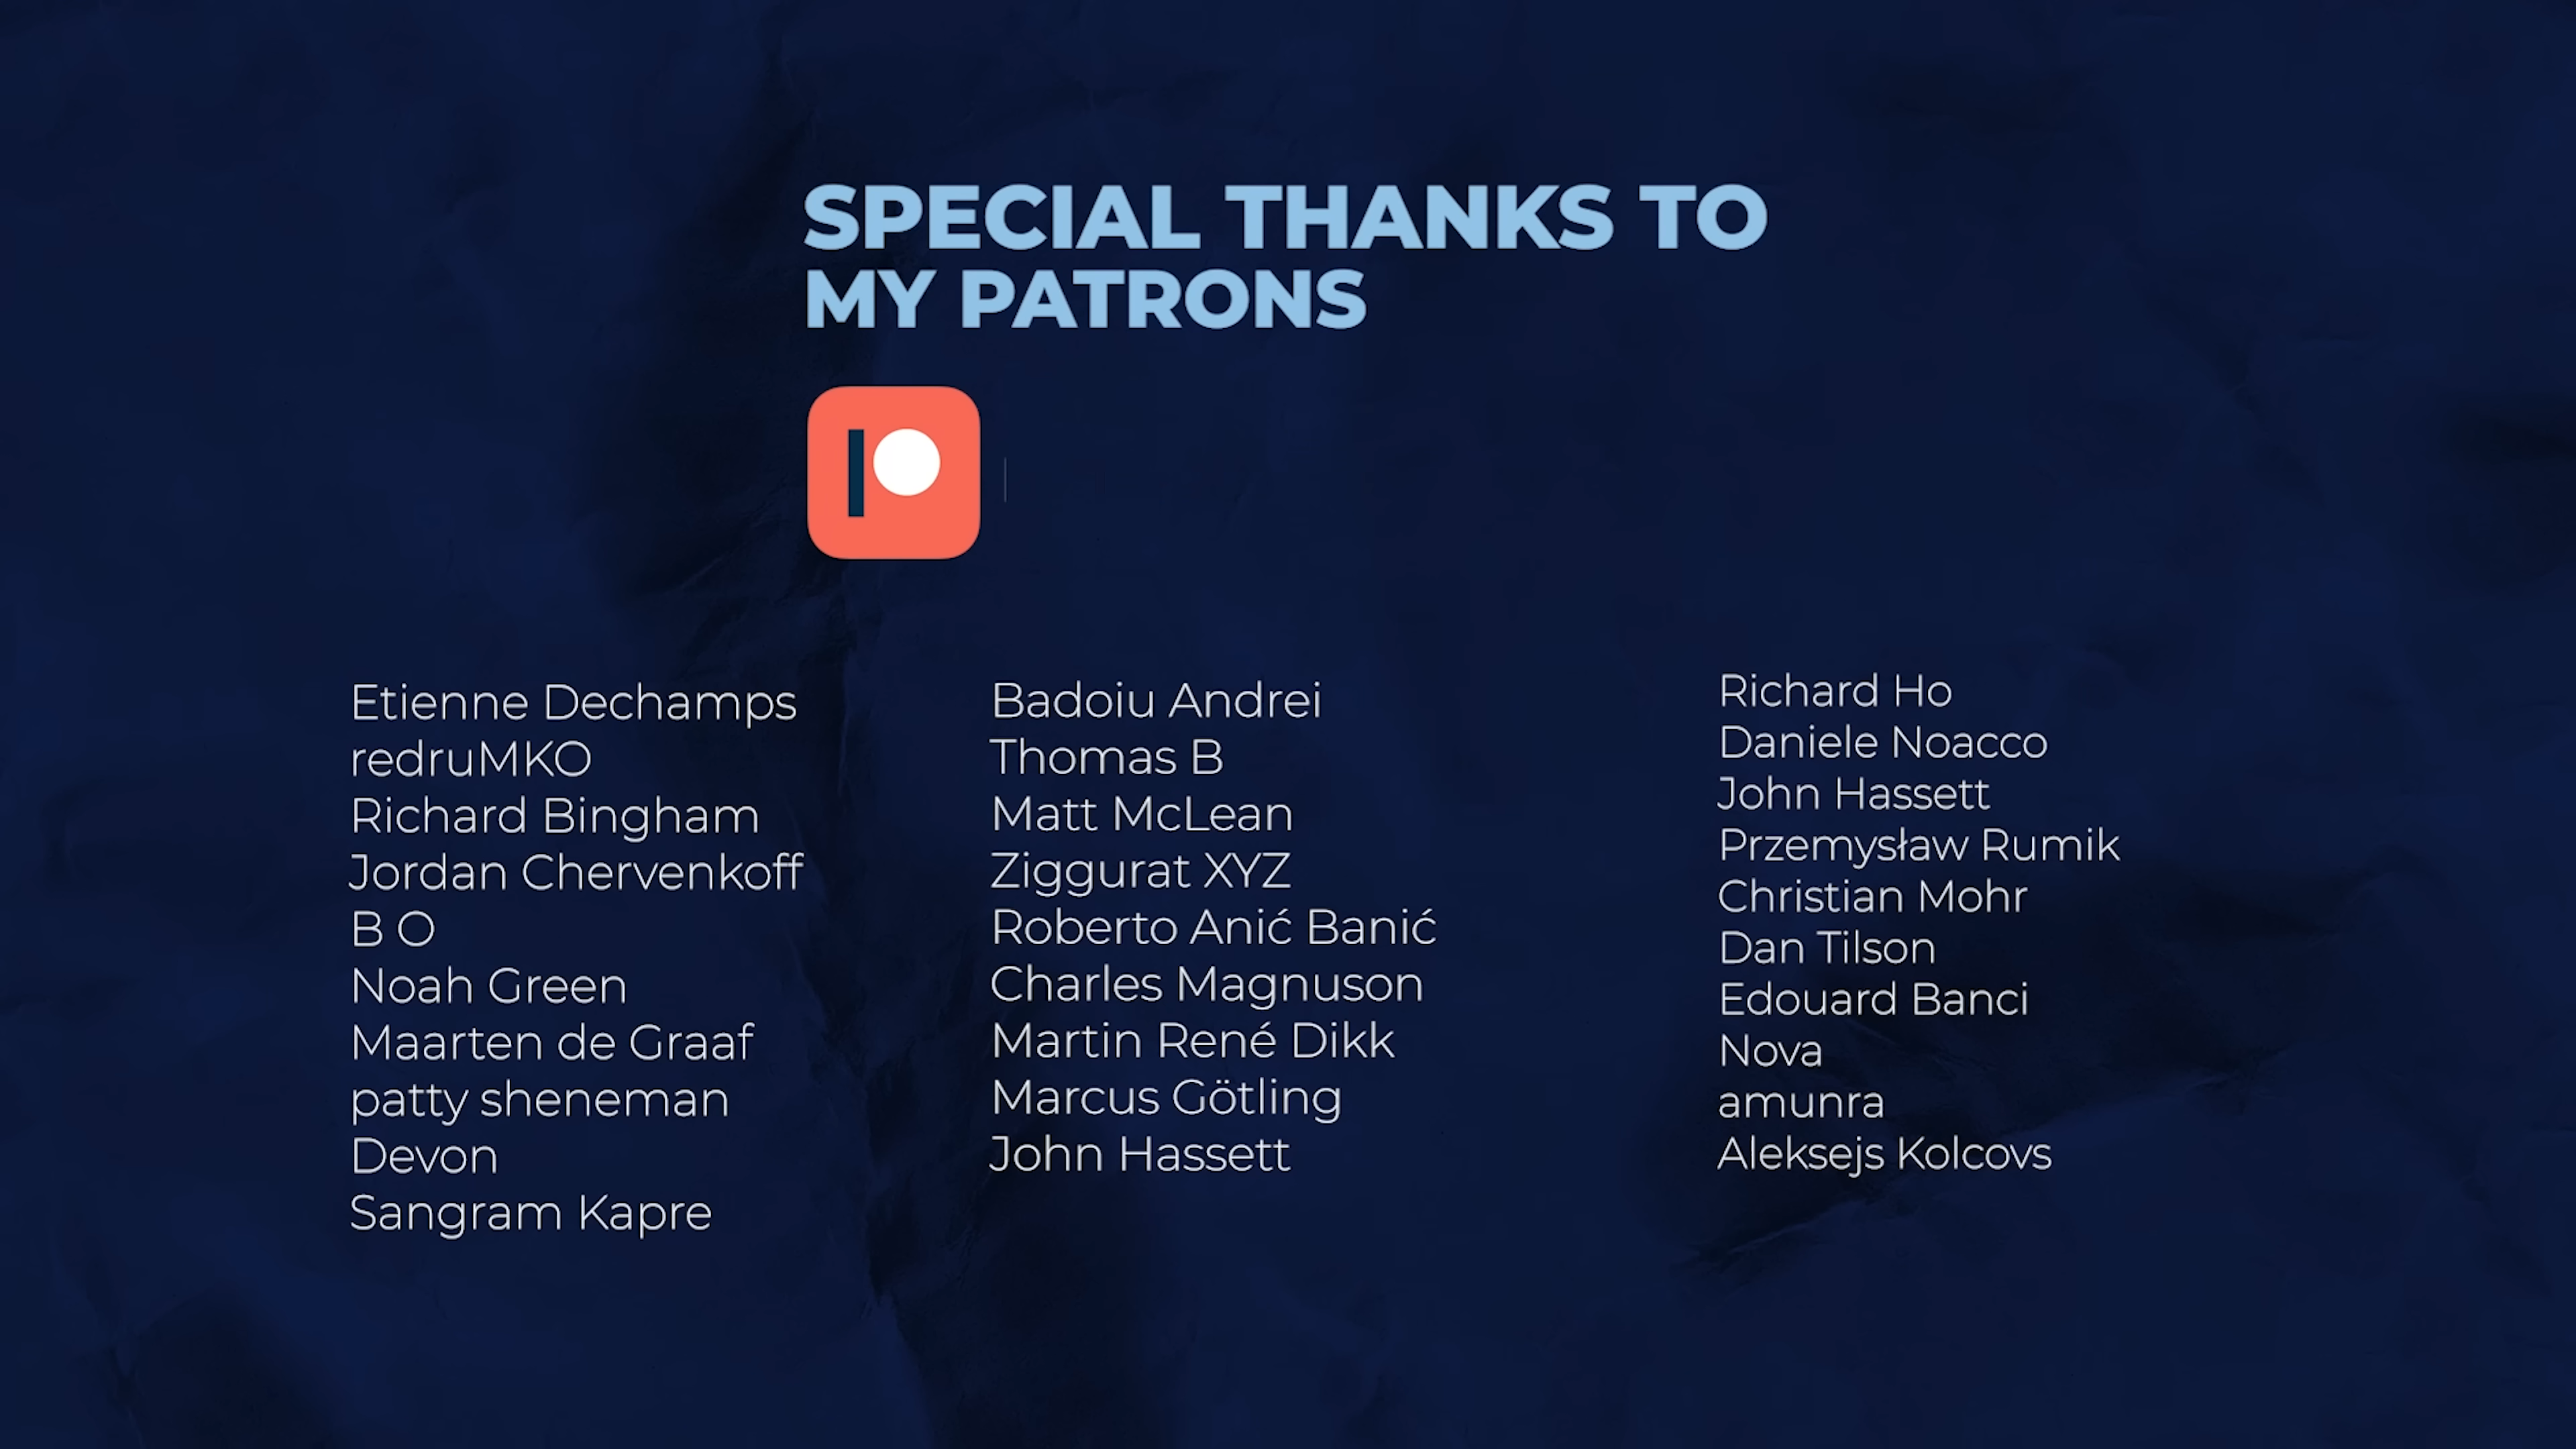 SPECIAL THANKS TO
MY PATRONS
Etienne Dechamps
redruMKO
Richard Bingham
Jordan Chervenkoff
B O
Noah Green
Maarten de Graaf
patty sheneman
Devon
Sangram Kapre
Badoiu Andrei
Thomas B
Matt McLean
Ziggurat XYZ
Roberto Anić Banić
Charles Magnuson
Martin René Dikk
Marcus Götling
John Hassett
Richard Ho
Daniele Noacco
John Hassett
Przemysław Rumik
Christian Mohr
Dan Tilson
Edouard Banci
Nova
amunra
Aleksejs Kolcovs